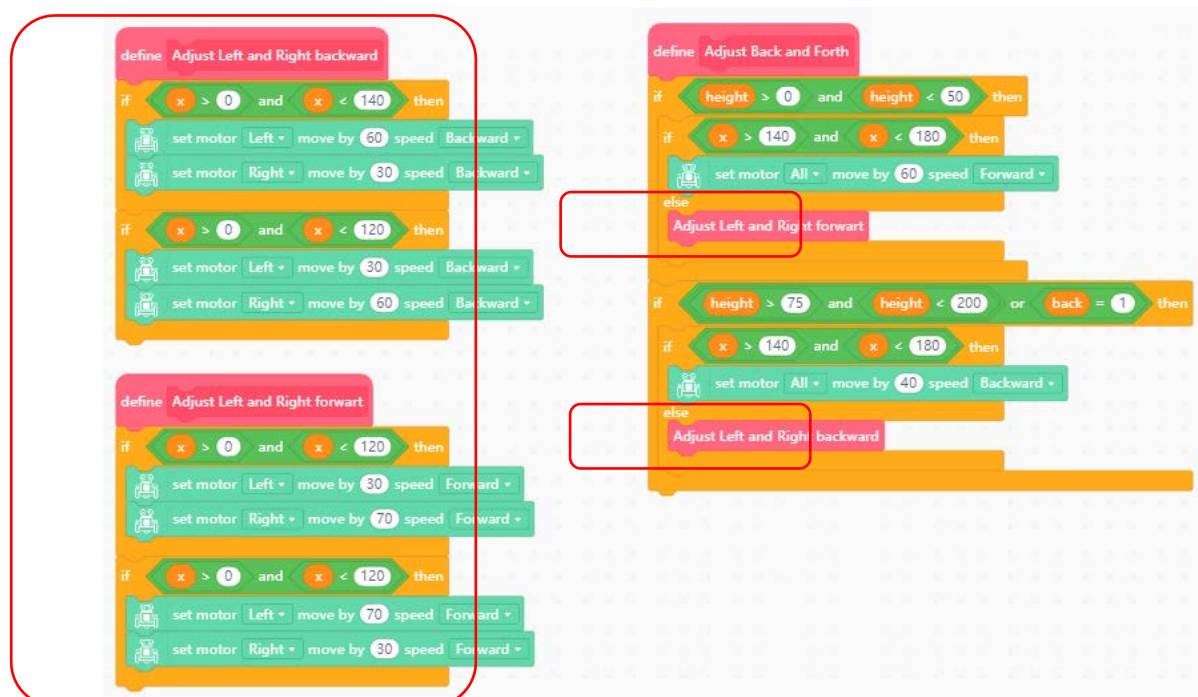 define Adjust Left and Right backward
if x > 0 and x < 140 then
set motor Left move by 60 speed Backward
set motor Right move by 30 speed Backward
if x > 0 and x < 120 then
set motor Left move by 30 speed Backward
set motor Right move by 60 speed Backward
define Adjust Left and Right forwart
if x > 0 and x < 120 then
set motor Left move by 30 speed Forward
set motor Right move by 70 speed Forward
if x > 0 and x < 120 then
set motor Left move by 70 speed Forward
set motor Right move by 30 speed Forward
define Adjust Back and Forth
if height > 0 and height < 50 then
if x > 140 and x < 180 then
set motor All move by 60 speed Forward
else
Adjust Left and Right forwart
if height > 75 and height < 200 or back = 1 then
if x > 140 and x < 180 then
set motor All move by 40 speed Backward
else
Adjust Left and Right backward